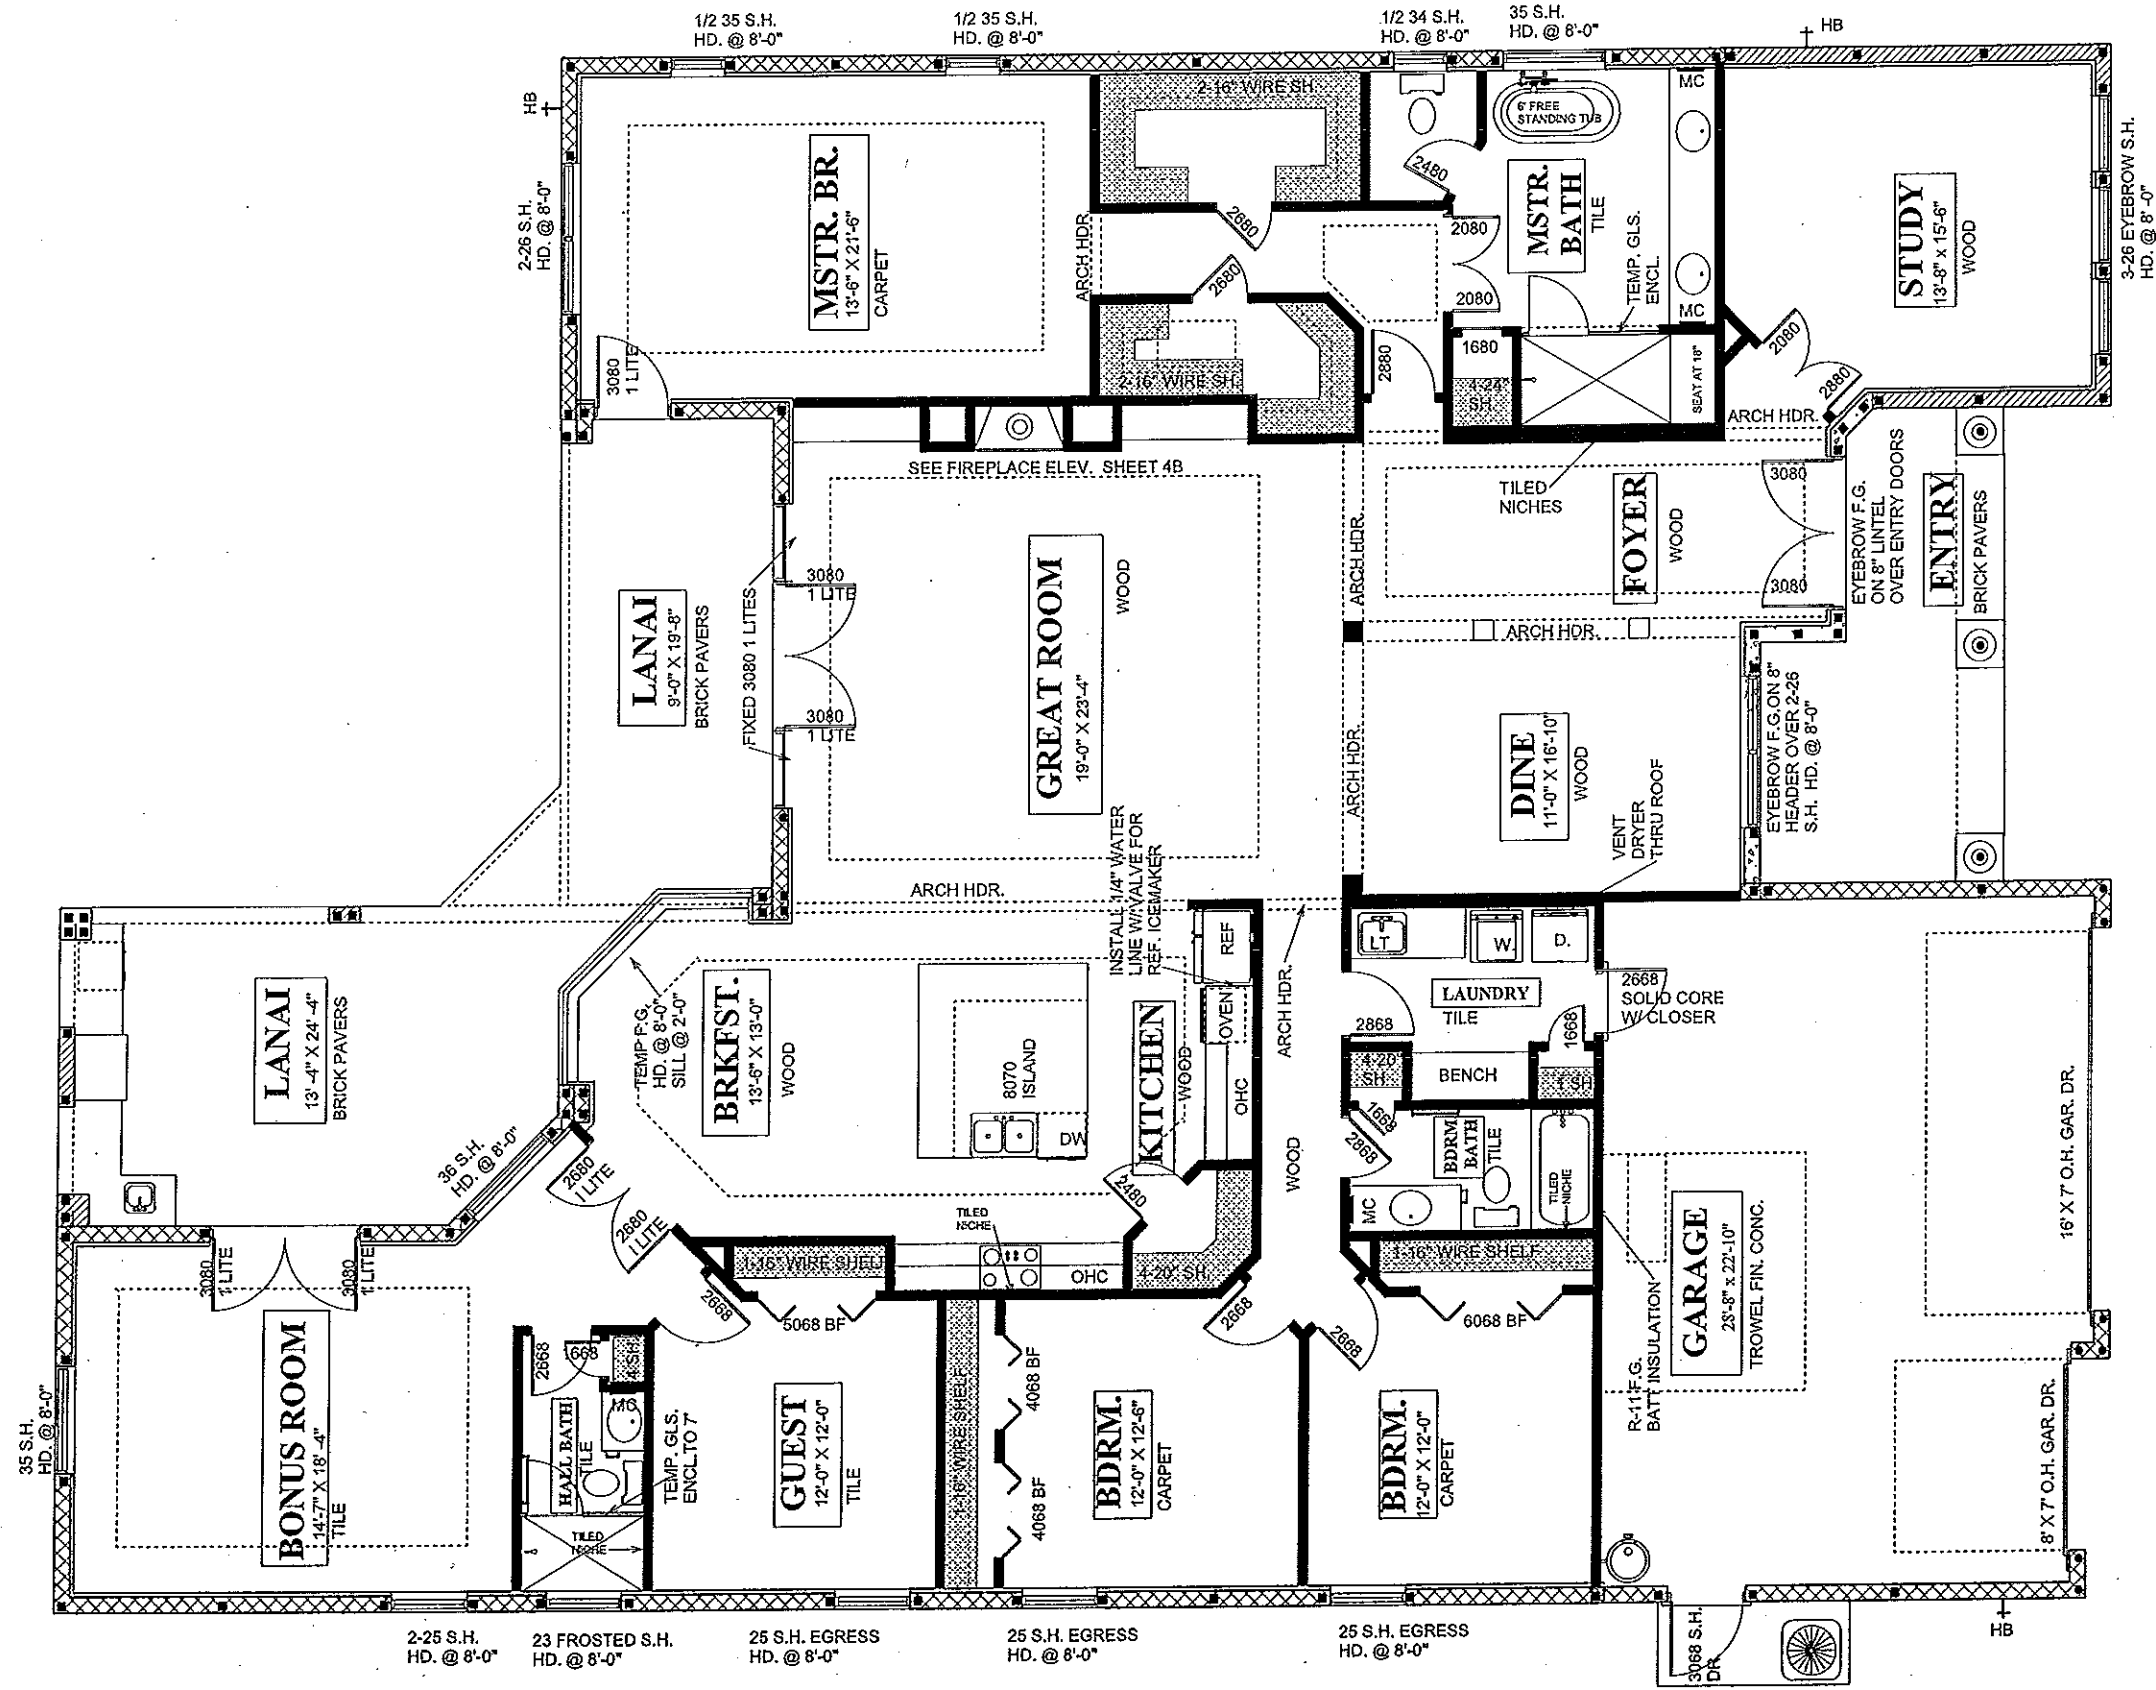 1/2 35 S.H.
HD. @ 8'-0"
1/2 35 S.H.
HD. @ 8'-0"
1/2 34 S.H.
HD. @ 8'-0"
35 S.H.
HD. @ 8'-0"
HB
HB
2-26 S.H.
HD. @ 8'-0"
MSTR. BR.
13'-6" X 21'-6"
CARPET
3080
1 LITE
2-16" WIRE SH.
2680
ARCH HDR.
2680
2-16" WIRE SH.
2480
6' FREE
STANDING TUB
MC
MSTR.
BATH
TILE
2080
2080
TEMP. GLS.
ENCL.
MC
2880
1680
4-24"
SH.
SEAT AT 18"
STUDY
13'-8" X 15'-6"
WOOD
3-26 EYEBROW S.H.
HD. @ 8'-0"
2080
2880
ARCH HDR.
SEE FIREPLACE ELEV. SHEET 4B
TILED
NICHES
FOYER
WOOD
3080
3080
EYEBROW F.G.
ON 8" LINTEL
OVER ENTRY DOORS
ENTRY
BRICK PAVERS
LANAI
9'-0" X 19'-8"
BRICK PAVERS
FIXED 3080 1 LITES
3080
1 LITE
3080
1 LITE
GREAT ROOM
19'-0" X 23'-4"
WOOD
ARCH HDR.
ARCH HDR.
ARCH HDR.
DINE
11'-0" X 16'-10"
WOOD
EYEBROW F.G.ON 8"
HEADER OVER 2-26
S.H. HD. @ 8'-0"
VENT
DRYER
THRU ROOF
ARCH HDR.
INSTALL 1/4" WATER
LINE W/VALVE FOR
REF. ICEMAKER
REF
OVEN
OHC
ARCH HDR.
LT
W.
D.
LAUNDRY
TILE
2868
2668
SOLID CORE
W/ CLOSER
1668
BENCH
4-20
SH.
1 SH
LANAI
13'-4" X 24'-4"
BRICK PAVERS
TEMP F.G.
HD. @ 8'-0"
SILL @ 2'-0"
BRKFST.
13'-6" X 13'-0"
WOOD
8070
ISLAND
DW
KITCHEN
WOOD
36 S.H.
HD. @ 8'-0"
2680
1 LITE
2680
1 LITE
2480
TILED
NICHE
OHC
4-20" SH.
1-16" WIRE SHELF
WOOD
1668
2868
BDRM
BATH
TILE
MC
TILED
NICHE
1-16" WIRE SHELF
6068 BF
GARAGE
28'-8" x 22'-10"
TROWEL FIN. CONC.
R-11 F.G.
BATT INSULATION
16' X 7' O.H. GAR. DR.
8' X 7' O.H. GAR. DR.
3080
1 LITE
3080
1 LITE
BONUS ROOM
14'-7" X 18'-4"
TILE
35 S.H.
HD. @ 8'-0"
2668
1668
4-SH
MC
HALL BATH
TILE
TILED
NICHE
TEMP. GLS.
ENCL.TO 7'
2668
5068 BF
GUEST
12'-0" X 12'-0"
TILE
1-16" WIRE SHELF
4068 BF
4068 BF
BDRM.
12'-0" X 12'-6"
CARPET
2668
2668
BDRM.
12'-0" X 12'-0"
CARPET
2-25 S.H.
HD. @ 8'-0"
23 FROSTED S.H.
HD. @ 8'-0"
25 S.H. EGRESS
HD. @ 8'-0"
25 S.H. EGRESS
HD. @ 8'-0"
25 S.H. EGRESS
HD. @ 8'-0"
3068 S.H.
DR.
HB